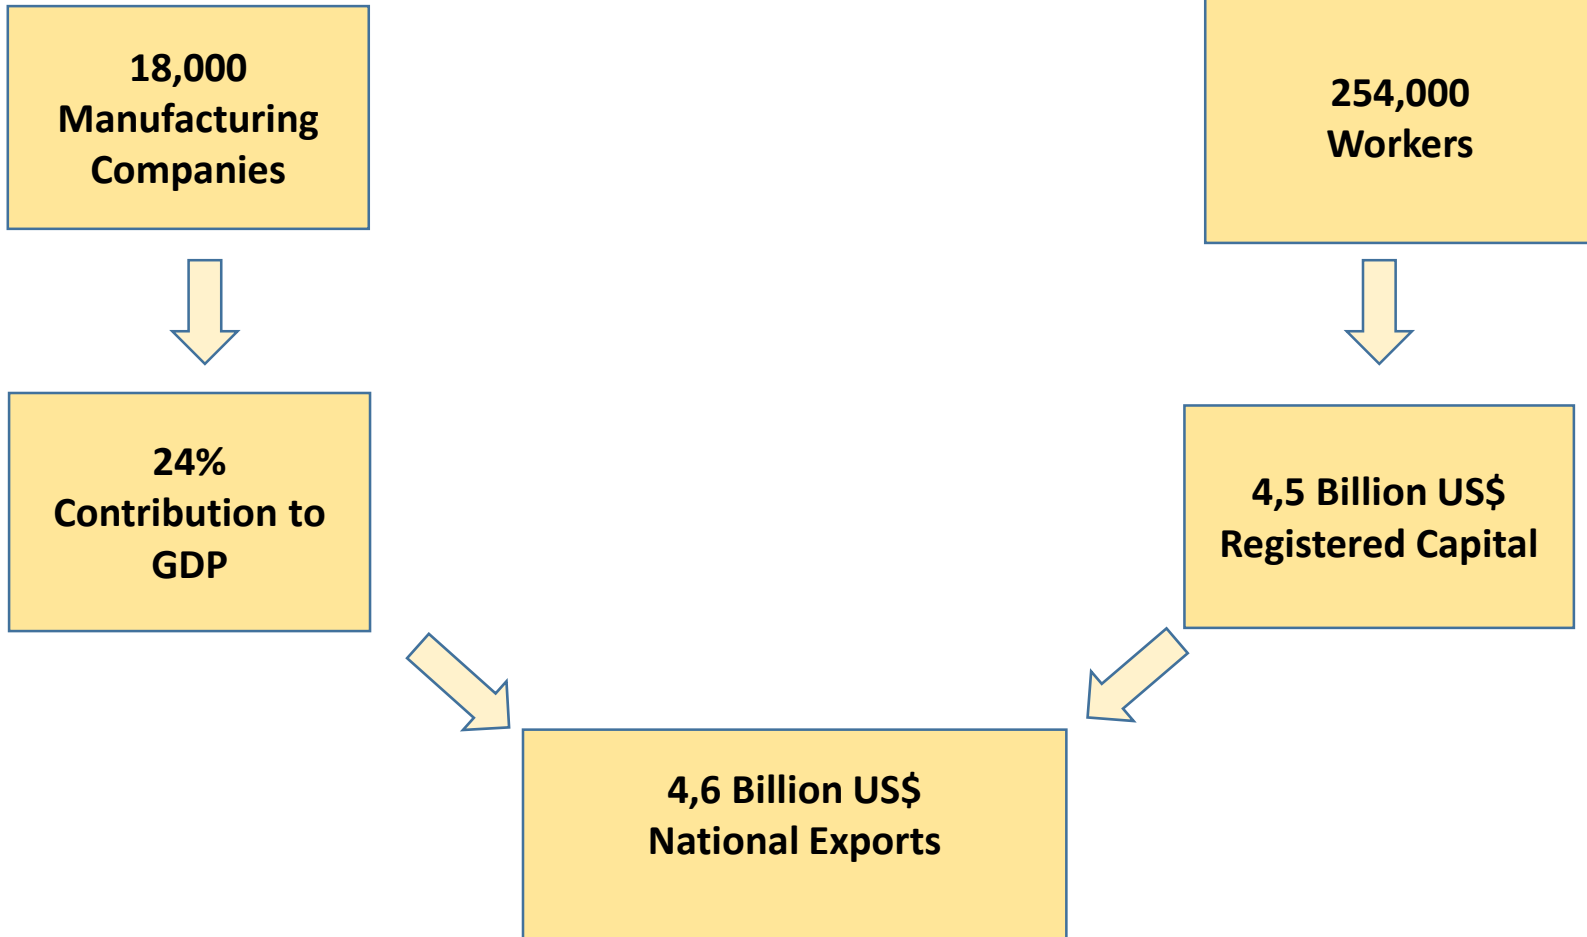 18,000
Manufacturing
Companies
254,000
Workers
24%
Contribution to
GDP
4,5 Billion US$
Registered Capital
4,6 Billion US$
National Exports